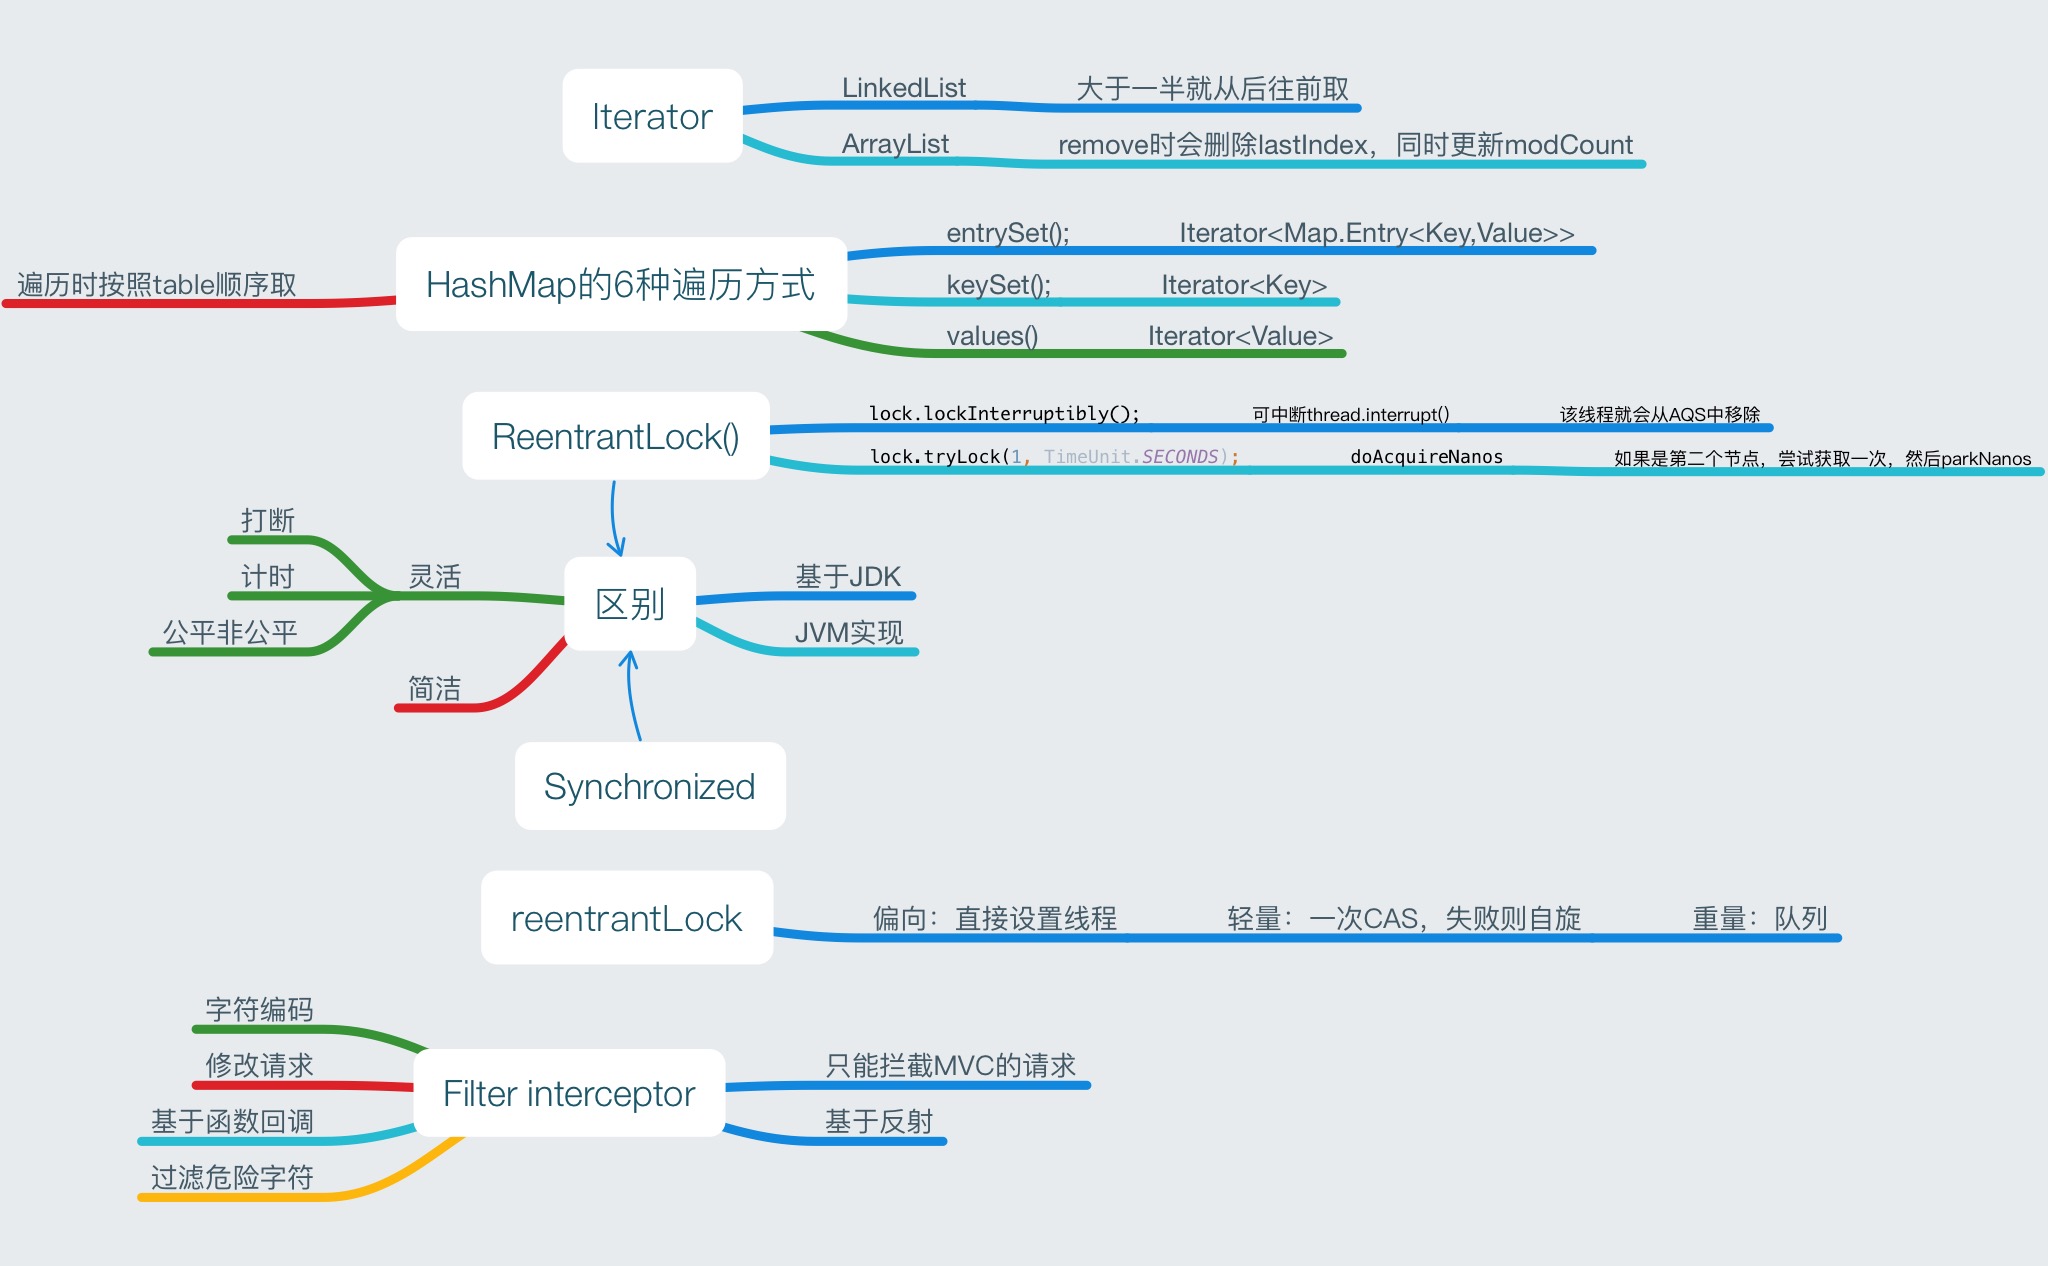 Iterator
LinkedList
大于一半就从后往前取
ArrayList
remove时会删除lastIndex，同时更新modCount
遍历时按照table顺序取
HashMap的6种遍历方式
entrySet();
Iterator<Map.Entry<Key,Value>>
keySet();
Iterator<Key>
values()
Iterator<Value>
ReentrantLock()
lock.lockInterruptibly();
可中断thread.interrupt()
该线程就会从AQS中移除
lock.tryLock(1, TimeUnit.SECONDS);
doAcquireNanos
如果是第二个节点，尝试获取一次，然后parkNanos
打断
计时
公平非公平
灵活
简洁
区别
基于JDK
JVM实现
Synchronized
reentrantLock
偏向：直接设置线程
轻量：一次CAS，失败则自旋
重量：队列
字符编码
修改请求
基于函数回调
过滤危险字符
Filter interceptor
只能拦截MVC的请求
基于反射